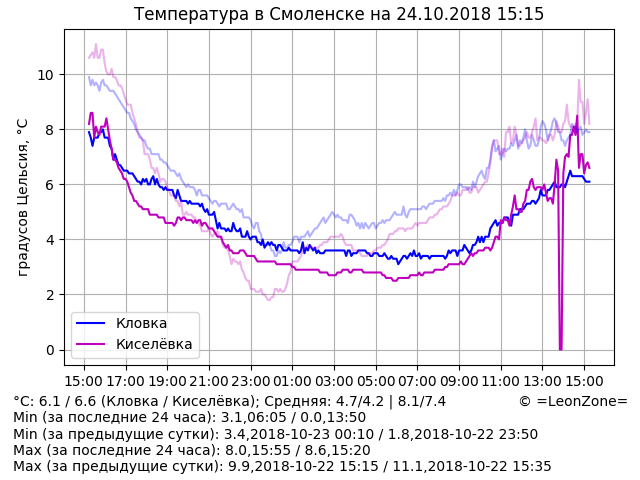 Температура в Смоленске на 24.10.2018 15:15
градусов Цельсия, °C
10
8
6
4
2
0
Кловка
Киселёвка
15:00 17:00 19:00 21:00 23:00 01:00 03:00 05:00 07:00 09:00 11:00 13:00 15:00
°C: 6.1 / 6.6 (Кловка / Киселёвка); Средняя: 4.7/4.2 | 8.1/7.4 © =LeonZone=
Min (за последние 24 часа): 3.1,06:05 / 0.0,13:50
Min (за предыдущие сутки): 3.4,2018-10-23 00:10 / 1.8,2018-10-22 23:50
Max (за последние 24 часа): 8.0,15:55 / 8.6,15:20
Max (за предыдущие сутки): 9.9,2018-10-22 15:15 / 11.1,2018-10-22 15:35